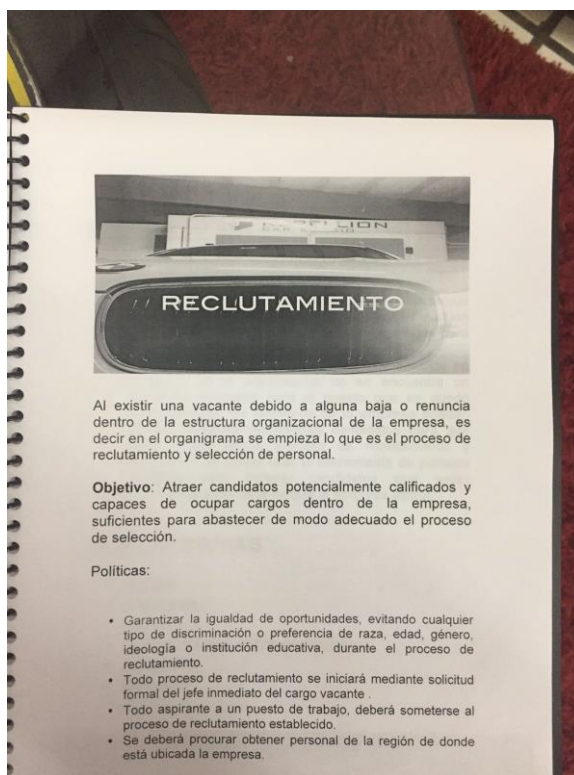 RECLUTAMIENTO
Al existir una vacante debido a alguna baja o renuncia
dentro de la estructura organizacional de la empresa, es
decir en el organigrama se empieza lo que es el proceso de
reclutamiento y selección de personal.
Objetivo: Atraer candidatos potencialmente calificados y
capaces de ocupar cargos dentro de la empresa,
suficientes para abastecer de modo adecuado el proceso
de selección.
Políticas:
• Garantizar la igualdad de oportunidades, evitando cualquier
tipo de discriminación o preferencia de raza, edad, género,
ideología o institución educativa, durante el proceso de
reclutamiento.
• Todo proceso de reclutamiento se iniciará mediante solicitud
formal del jefe inmediato del cargo vacante .
• Todo aspirante a un puesto de trabajo, deberá someterse al
proceso de reclutamiento establecido.
• Se deberá procurar obtener personal de la región de donde
está ubicada la empresa.